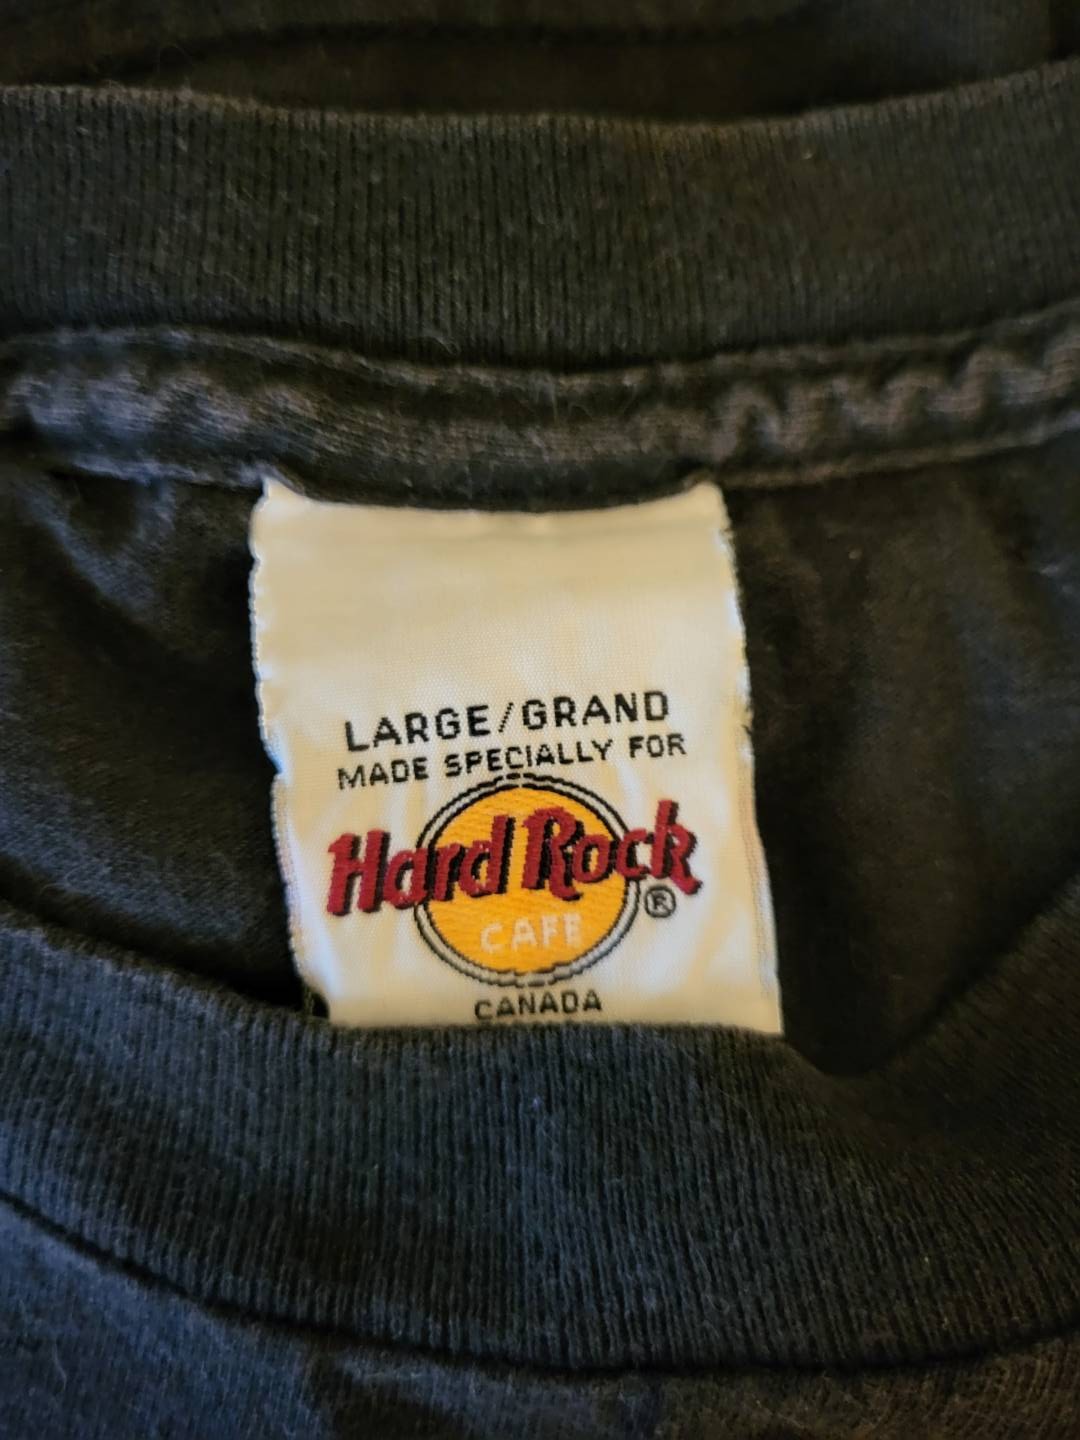 LARGE/GRAND
MADE SPECIALLY FOR
Hard Rock
®
CAFE
CANADA